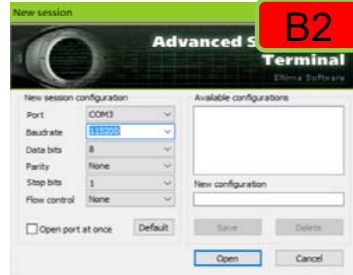 New session
B2
Advanced S
Terminal
Eltima Software
New session configuration
Port COM3
Baudrate 115200
Data bits 8
Parity None
Stop bits 1
Flow control None
Open port at once
Default
Available configurations
New configuration
Save Delete
Open Cancel